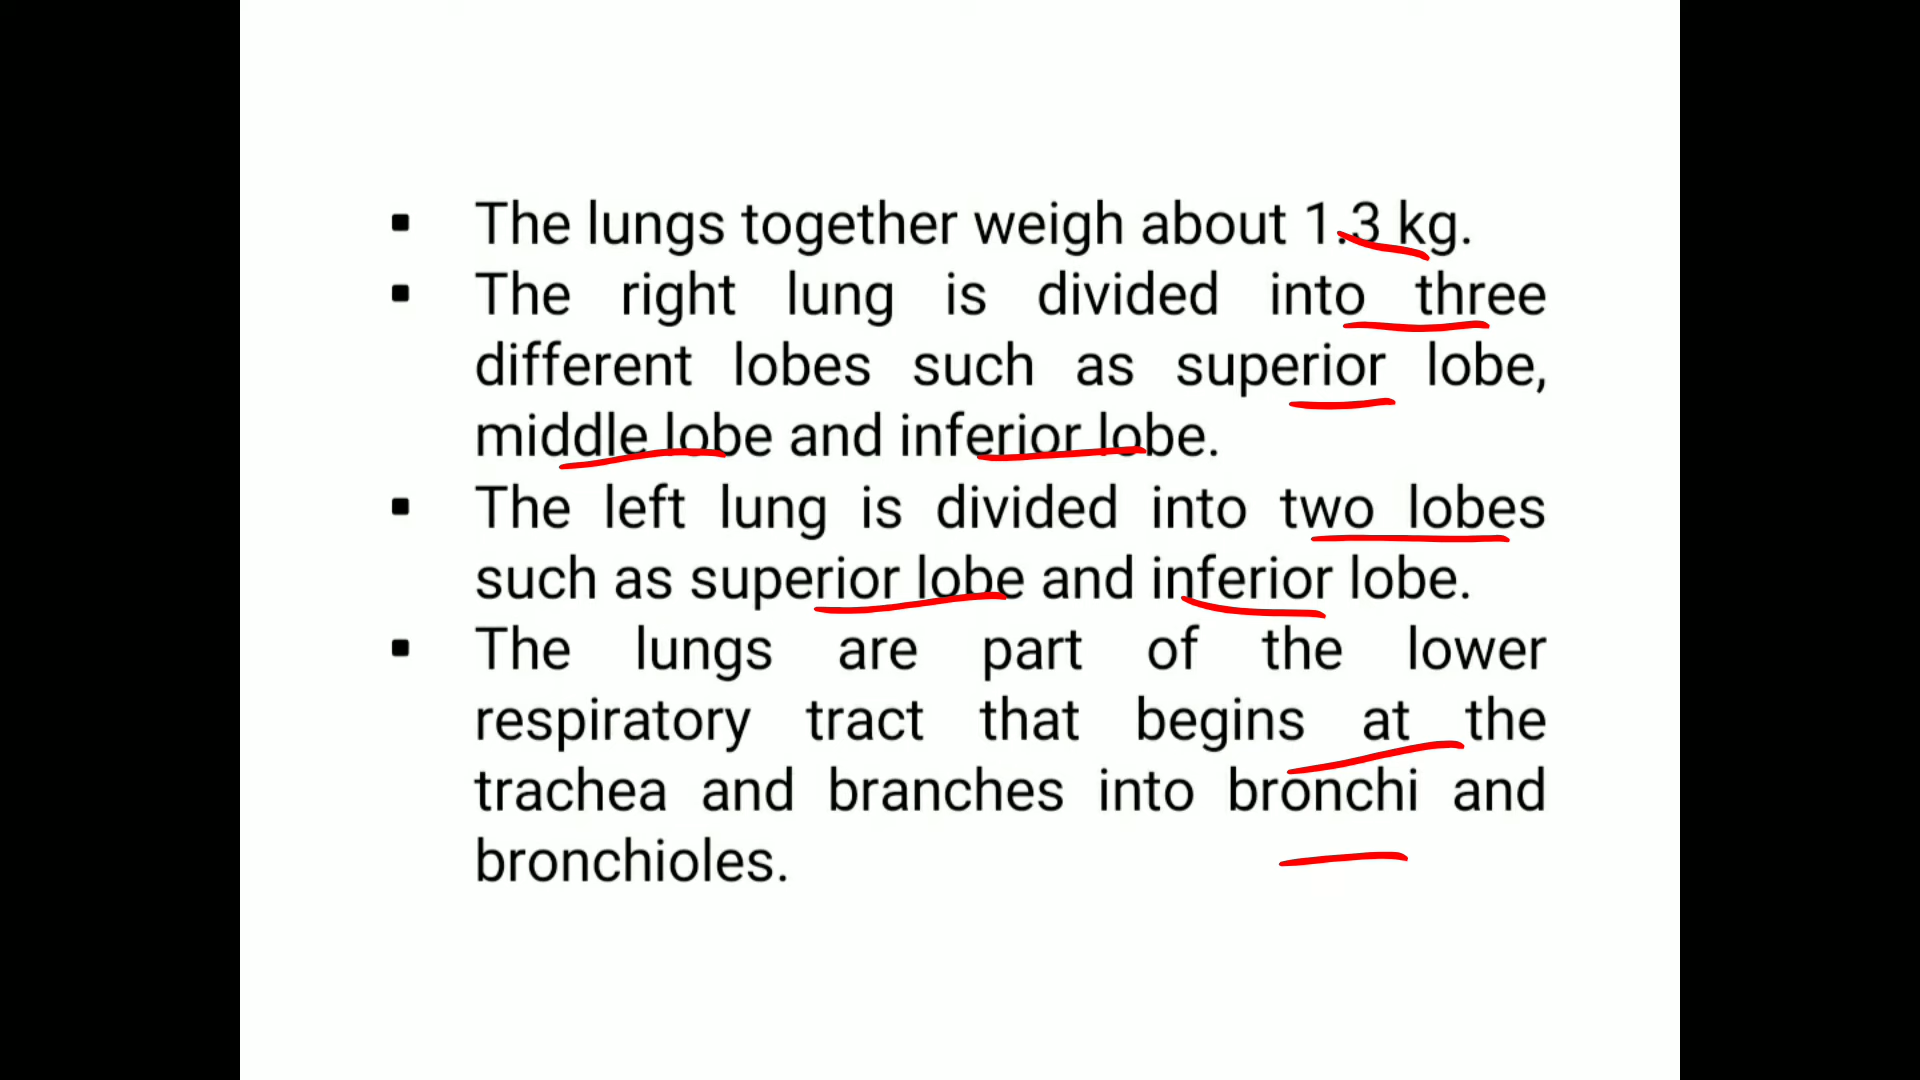 ▪ The lungs together weigh about 1.3 kg.
▪ The right lung is divided into three
different lobes such as superior lobe,
middle lobe and inferior lobe.
▪ The left lung is divided into two lobes
such as superior lobe and inferior lobe.
▪ The lungs are part of the lower
respiratory tract that begins at the
trachea and branches into bronchi and
bronchioles.